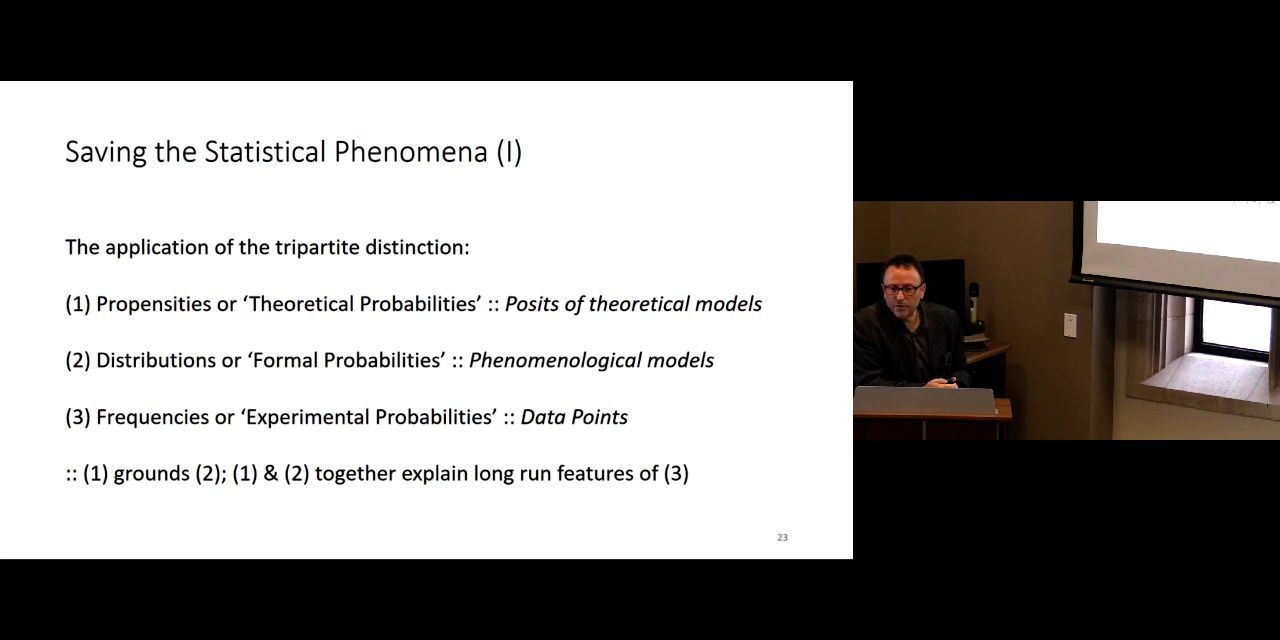 Saving the Statistical Phenomena (I)
The application of the tripartite distinction:
(1) Propensities or ‘Theoretical Probabilities’ :: Posits of theoretical models
(2) Distributions or ‘Formal Probabilities’ :: Phenomenological models
(3) Frequencies or ‘Experimental Probabilities’ :: Data Points
:: (1) grounds (2); (1) & (2) together explain long run features of (3)
23